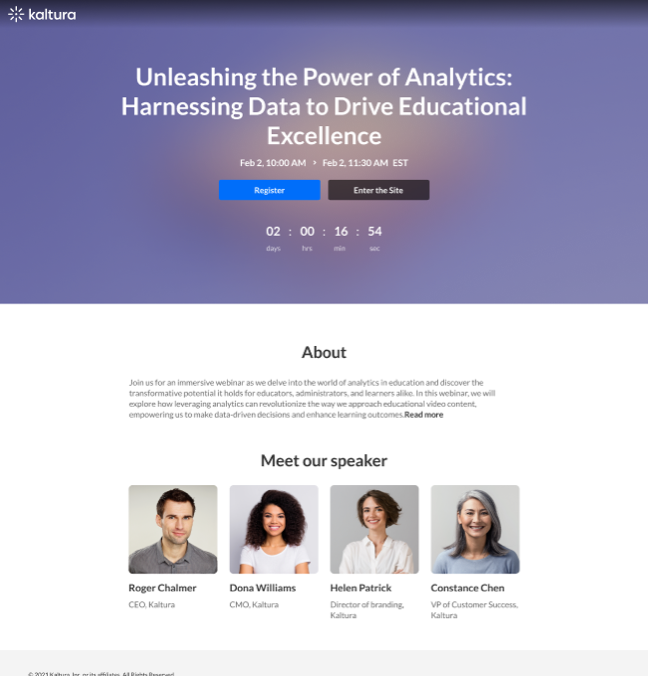 kaltura
Unleashing the Power of Analytics:
Harnessing Data to Drive Educational
Excellence
Feb 2, 10:00 AM > Feb 2, 11:30 AM EST
Register
Enter the Site
02 : 00 : 16 : 54
days hrs min sec
About
Join us for an immersive webinar as we delve into the world of analytics in education and discover the
transformative potential it holds for educators, administrators, and learners alike. In this webinar, we will
explore how leveraging analytics can revolutionize the way we approach educational video content,
empowering us to make data-driven decisions and enhance learning outcomes.Read more
Meet our speaker
Roger Chalmer
CEO, Kaltura
Dona Williams
CMO, Kaltura
Helen Patrick
Director of branding,
Kaltura
Constance Chen
VP of Customer Success,
Kaltura
© 2023 Kaltura, Inc. or its affiliates. All Rights Reserved